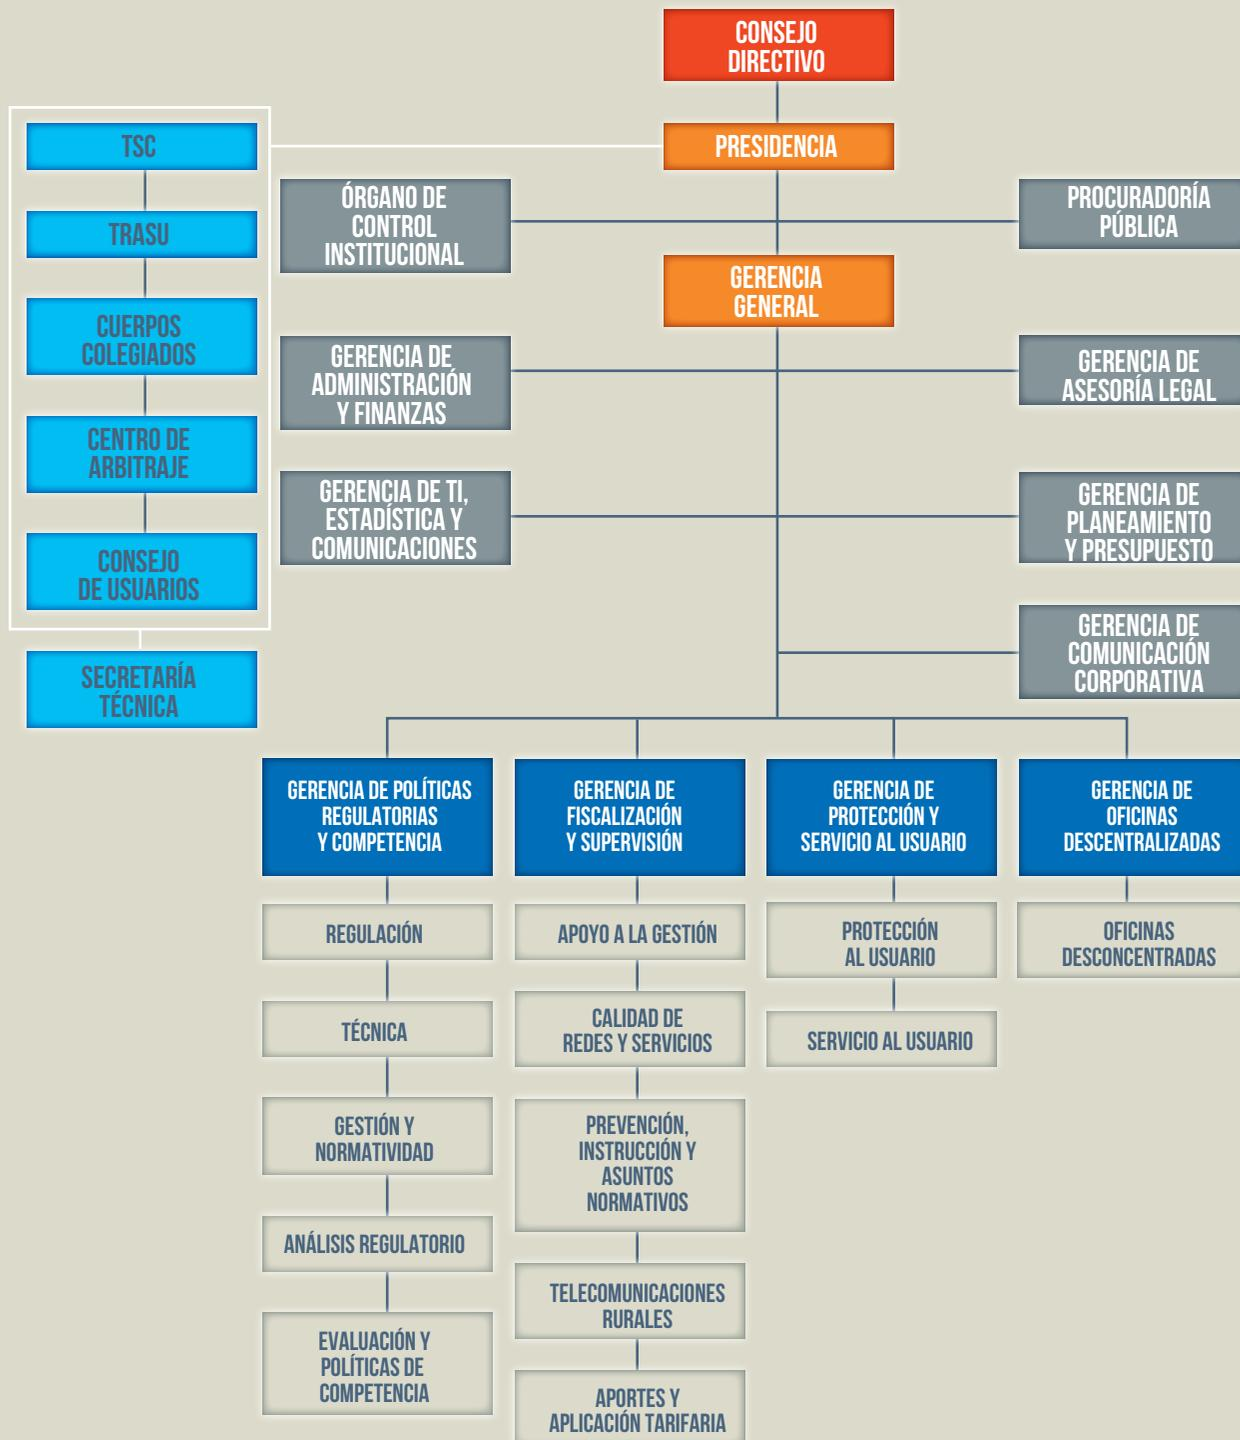 CONSEJO
DIRECTIVO
PRESIDENCIA
TSC
TRASU
CUERPOS
COLEGIADOS
CENTRO DE
ARBITRAJE
CONSEJO
DE USUARIOS
SECRETARÍA
TÉCNICA
ÓRGANO DE
CONTROL
INSTITUCIONAL
PROCURADORÍA
PÚBLICA
GERENCIA
GENERAL
GERENCIA DE
ADMINISTRACIÓN
Y FINANZAS
GERENCIA DE
ASESORÍA LEGAL
GERENCIA DE TI,
ESTADÍSTICA Y
COMUNICACIONES
GERENCIA DE
PLANEAMIENTO
Y PRESUPUESTO
GERENCIA DE
COMUNICACIÓN
CORPORATIVA
GERENCIA DE POLÍTICAS
REGULATORIAS
Y COMPETENCIA
REGULACIÓN
TÉCNICA
GESTIÓN Y
NORMATIVIDAD
ANÁLISIS REGULATORIO
EVALUACIÓN Y
POLÍTICAS DE
COMPETENCIA
GERENCIA DE
FISCALIZACIÓN
Y SUPERVISIÓN
APOYO A LA GESTIÓN
CALIDAD DE
REDES Y SERVICIOS
PREVENCIÓN,
INSTRUCCIÓN Y
ASUNTOS
NORMATIVOS
TELECOMUNICACIONES
RURALES
APORTES Y
APLICACIÓN TARIFARIA
GERENCIA DE
PROTECCIÓN Y
SERVICIO AL USUARIO
PROTECCIÓN
AL USUARIO
SERVICIO AL USUARIO
GERENCIA DE
OFICINAS
DESCENTRALIZADAS
OFICINAS
DESCONCENTRADAS